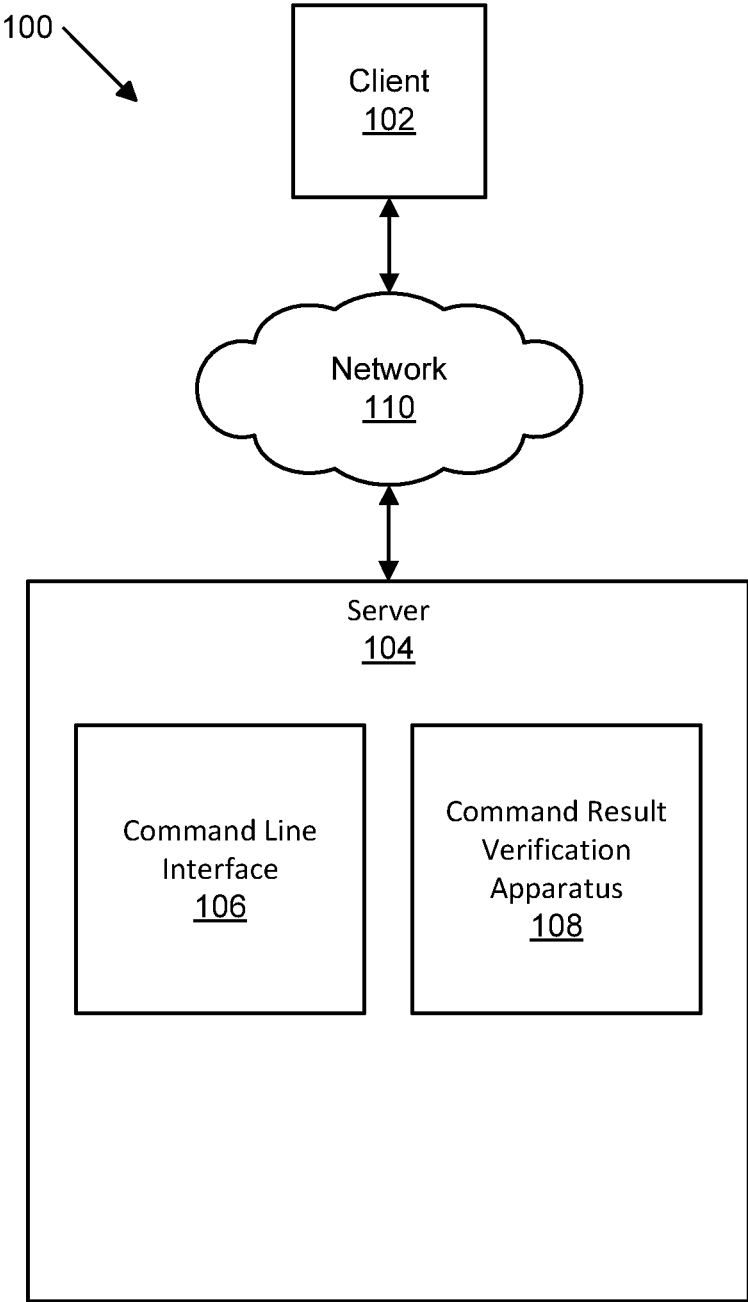 100
Client
102
Network
110
Server
104
Command Line
Interface
106
Command Result
Verification
Apparatus
108